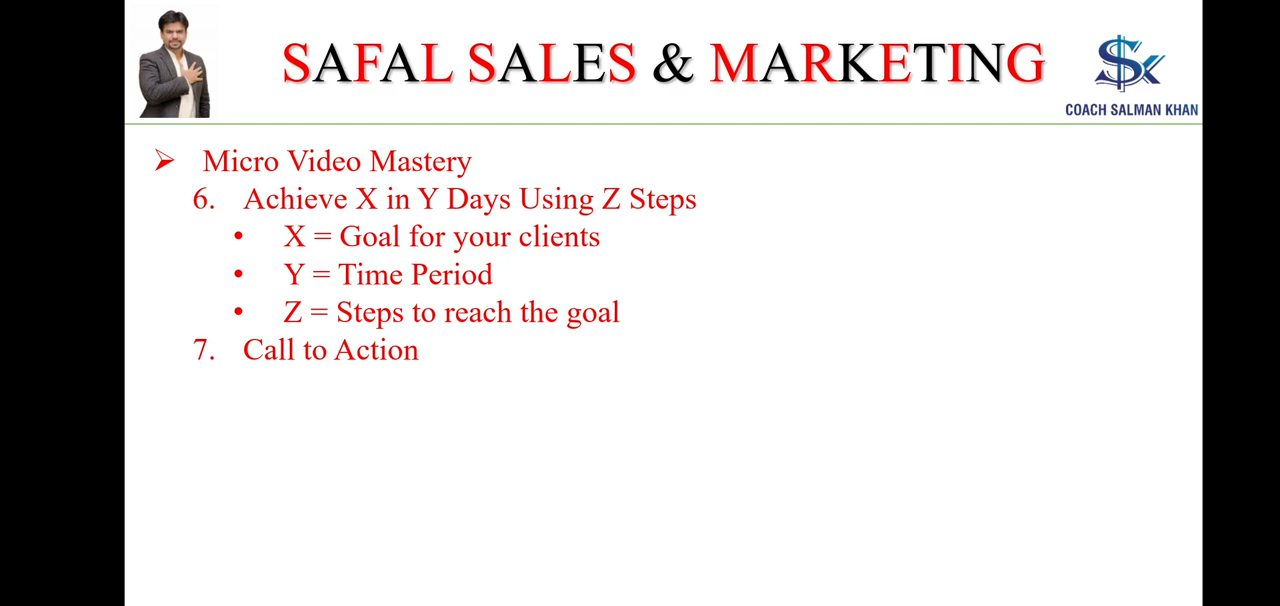 SAFAL SALES & MARKETING
COACH SALMAN KHAN
➢ Micro Video Mastery
6. Achieve X in Y Days Using Z Steps
• X = Goal for your clients
• Y = Time Period
• Z = Steps to reach the goal
7. Call to Action